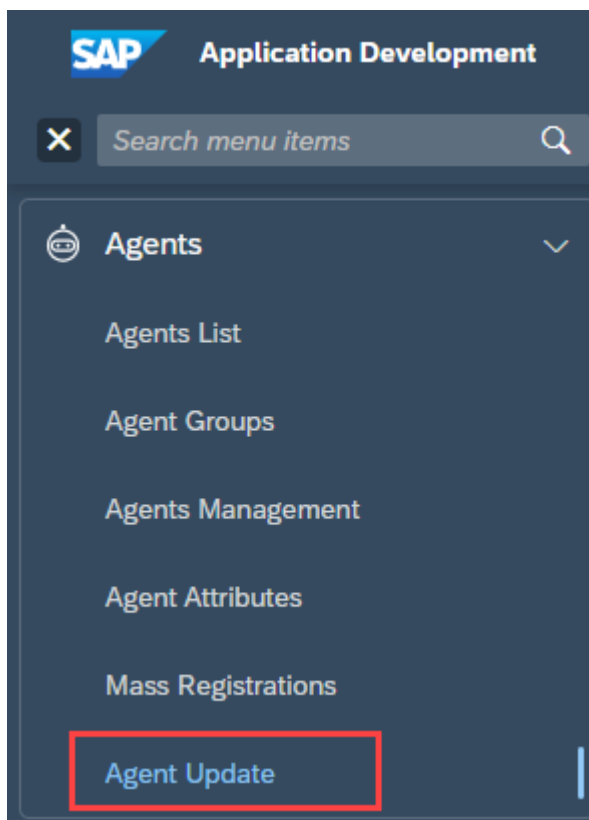 SAP Application Development
Search menu items
Agents
Agents List
Agent Groups
Agents Management
Agent Attributes
Mass Registrations
Agent Update